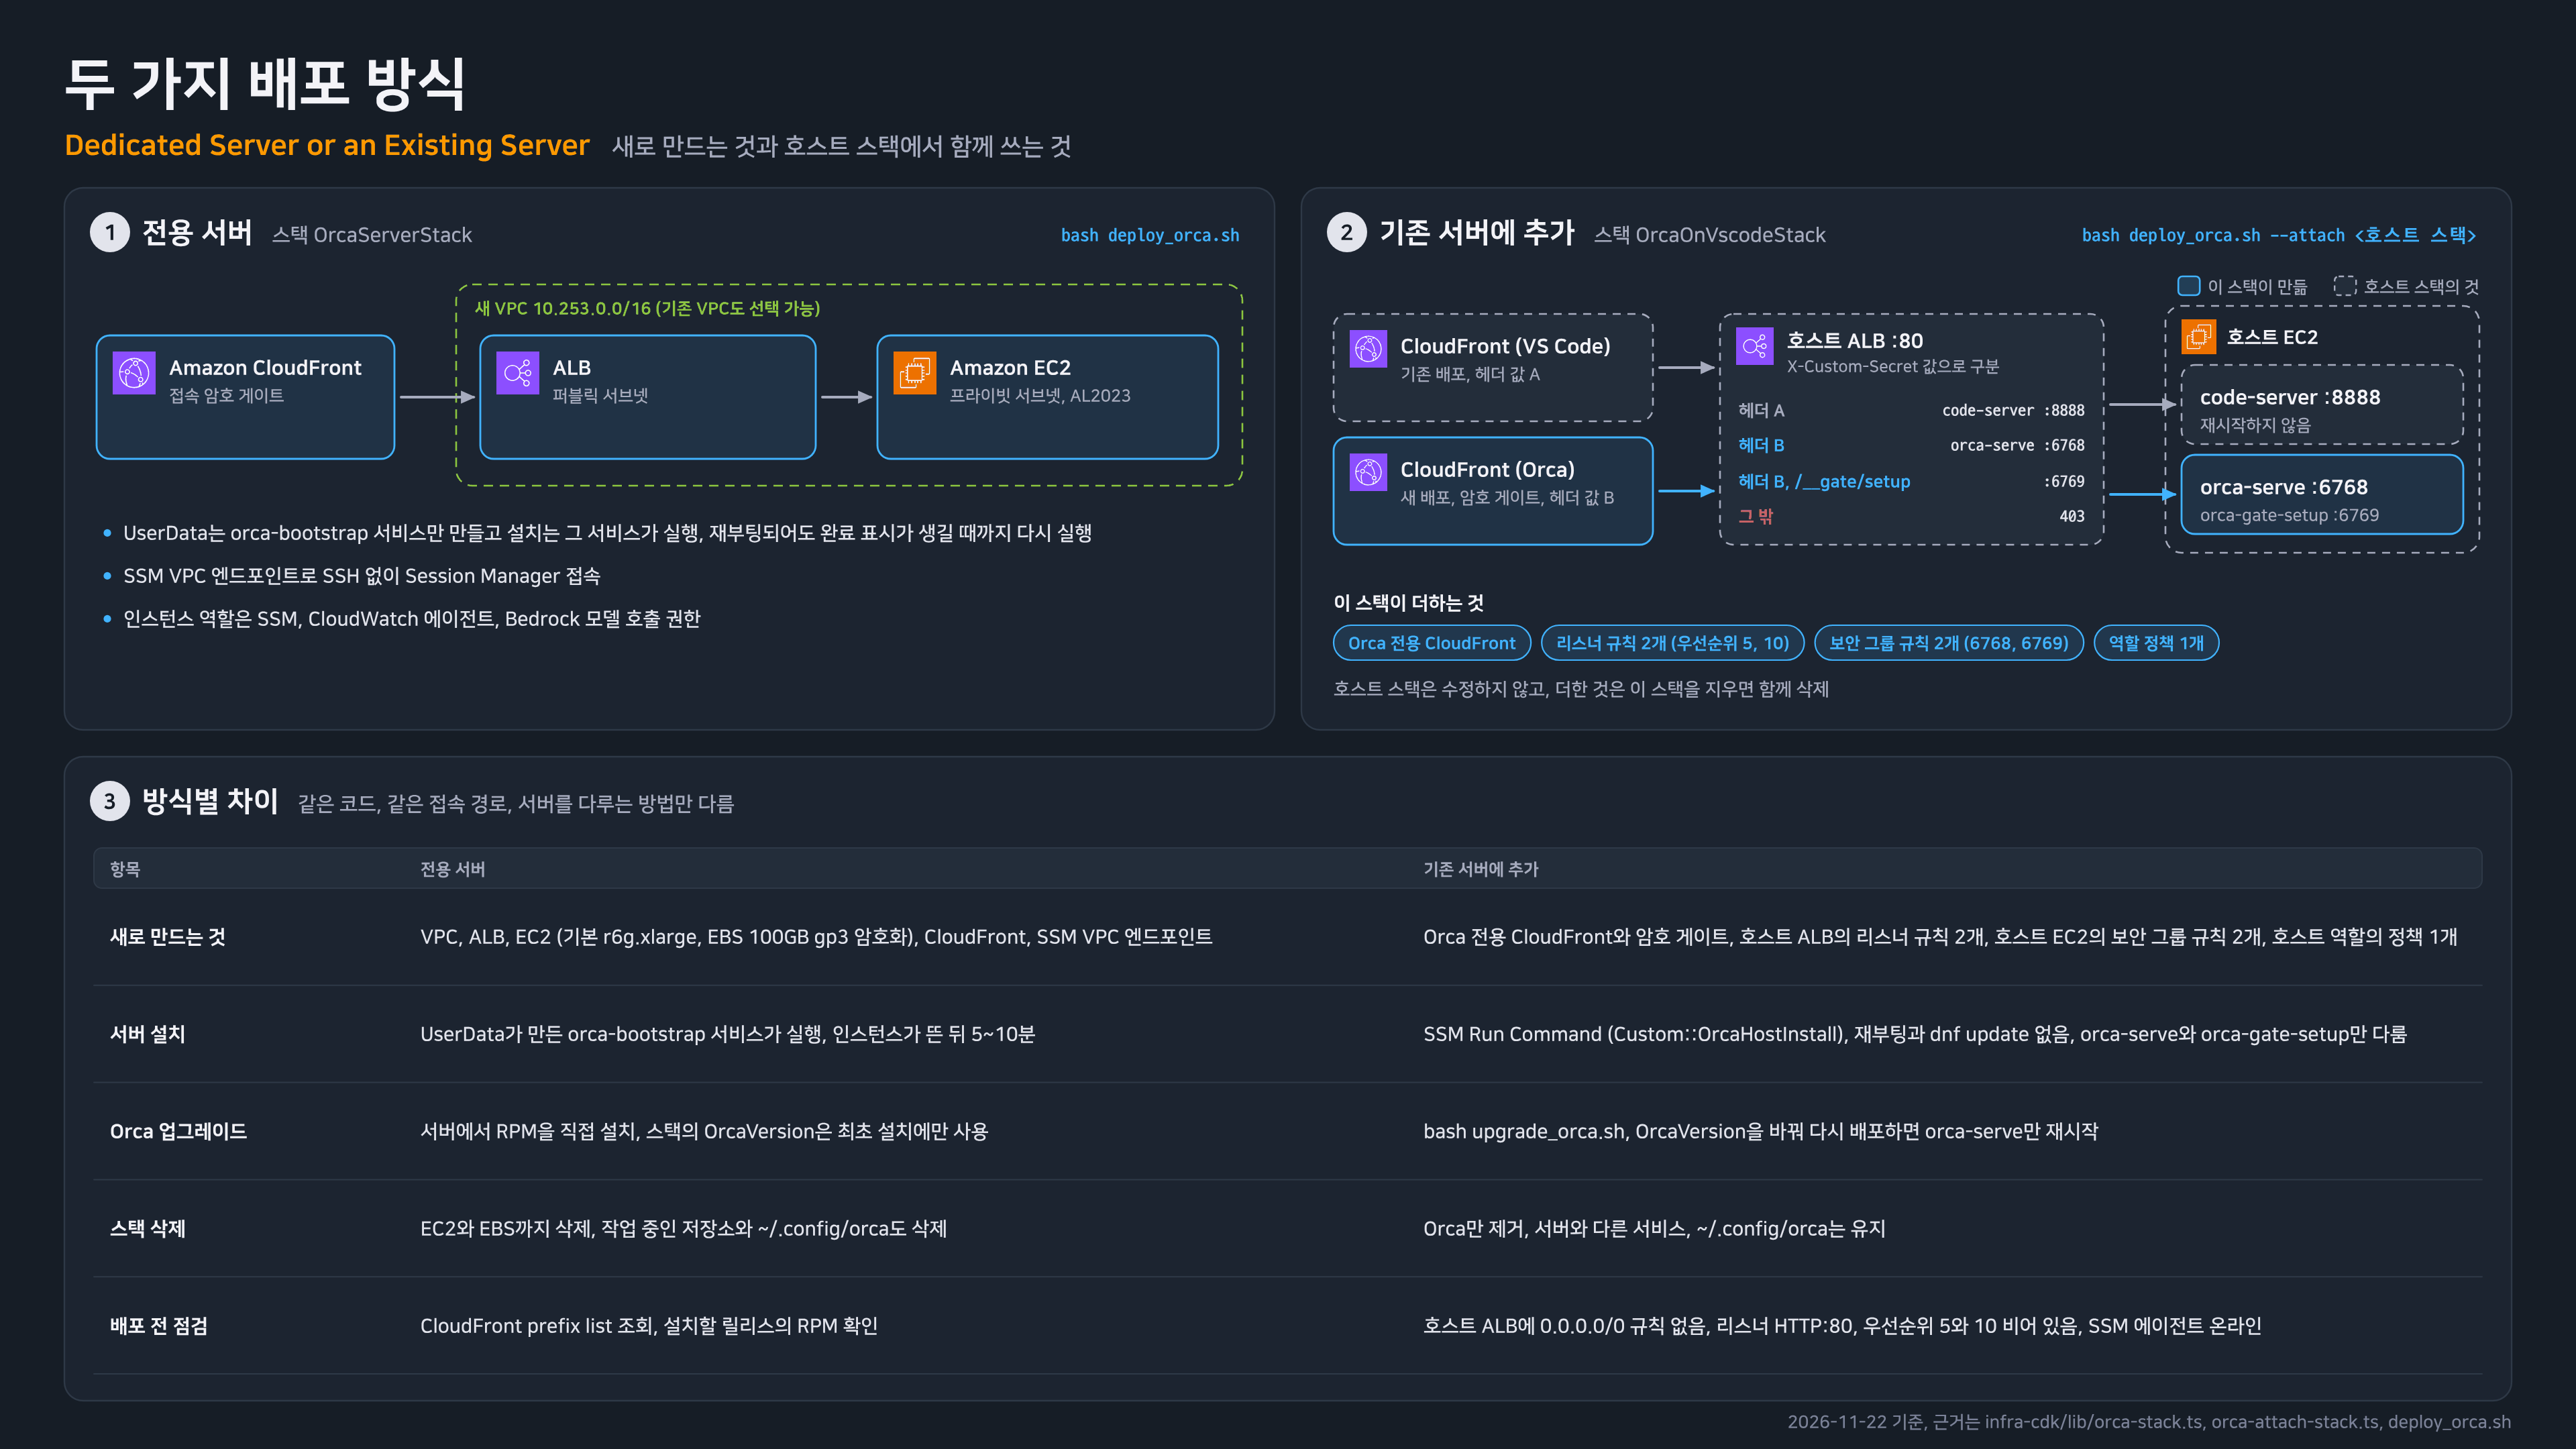 두 가지 배포 방식
Dedicated Server or an Existing Server 새로 만드는 것과 호스트 스택에서 함께 쓰는 것
1 전용 서버 스택 OrcaServerStack bash deploy_orca.sh
새 VPC 10.253.0.0/16 (기존 VPC도 선택 가능)
Amazon CloudFront
접속 암호 게이트
ALB
퍼블릭 서브넷
Amazon EC2
프라이빗 서브넷, AL2023
UserData는 orca-bootstrap 서비스만 만들고 설치는 그 서비스가 실행, 재부팅되어도 완료 표시가 생길 때까지 다시 실행
SSM VPC 엔드포인트로 SSH 없이 Session Manager 접속
인스턴스 역할은 SSM, CloudWatch 에이전트, Bedrock 모델 호출 권한
2 기존 서버에 추가 스택 OrcaOnVscodeStack bash deploy_orca.sh --attach <호스트 스택>
이 스택이 만듦 호스트 스택의 것
CloudFront (VS Code)
기존 배포, 헤더 값 A
CloudFront (Orca)
새 배포, 암호 게이트, 헤더 값 B
호스트 ALB :80
X-Custom-Secret 값으로 구분
헤더 A code-server :8888
헤더 B orca-serve :6768
헤더 B, /__gate/setup :6769
그 밖 403
호스트 EC2
code-server :8888
재시작하지 않음
orca-serve :6768
orca-gate-setup :6769
이 스택이 더하는 것
Orca 전용 CloudFront 리스너 규칙 2개 (우선순위 5, 10) 보안 그룹 규칙 2개 (6768, 6769) 역할 정책 1개
호스트 스택은 수정하지 않고, 더한 것은 이 스택을 지우면 함께 삭제
3 방식별 차이 같은 코드, 같은 접속 경로, 서버를 다루는 방법만 다름
항목 전용 서버 기존 서버에 추가
새로 만드는 것 VPC, ALB, EC2 (기본 r6g.xlarge, EBS 100GB gp3 암호화), CloudFront, SSM VPC 엔드포인트 Orca 전용 CloudFront와 암호 게이트, 호스트 ALB의 리스너 규칙 2개, 호스트 EC2의 보안 그룹 규칙 2개, 호스트 역할의 정책 1개
서버 설치 UserData가 만든 orca-bootstrap 서비스가 실행, 인스턴스가 뜬 뒤 5~10분 SSM Run Command (Custom::OrcaHostInstall), 재부팅과 dnf update 없음, orca-serve와 orca-gate-setup만 다룸
Orca 업그레이드 서버에서 RPM을 직접 설치, 스택의 OrcaVersion은 최초 설치에만 사용 bash upgrade_orca.sh, OrcaVersion을 바꿔 다시 배포하면 orca-serve만 재시작
스택 삭제 EC2와 EBS까지 삭제, 작업 중인 저장소와 ~/.config/orca도 삭제 Orca만 제거, 서버와 다른 서비스, ~/.config/orca는 유지
배포 전 점검 CloudFront prefix list 조회, 설치할 릴리스의 RPM 확인 호스트 ALB에 0.0.0.0/0 규칙 없음, 리스너 HTTP:80, 우선순위 5와 10 비어 있음, SSM 에이전트 온라인
2026-11-22 기준, 근거는 infra-cdk/lib/orca-stack.ts, orca-attach-stack.ts, deploy_orca.sh